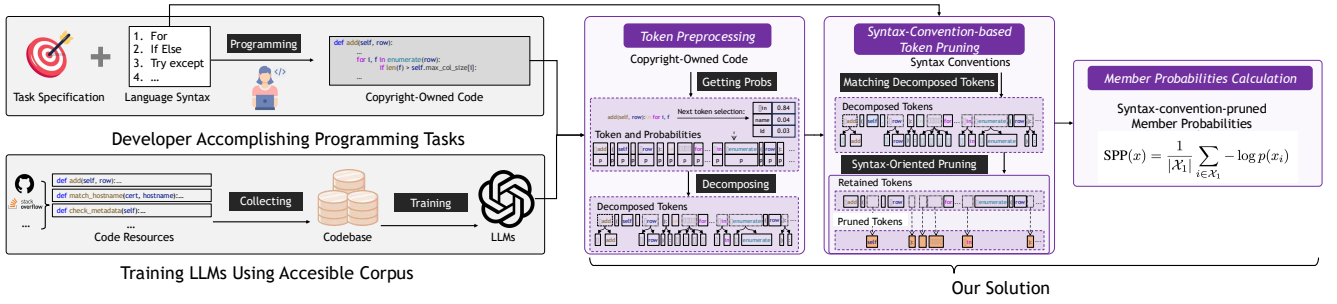 1. For
2. If Else
3. Try except
4. ...
Task Specification
Language Syntax
Programming
def add(self, row):
...
for i, f in enumerate(row):
if len(f) > self.max_col_size[i]:
...
Copyright-Owned Code
Developer Accomplishing Programming Tasks
stack
overflow
...
def add(self, row):...
def match_hostname(cert, hostname):...
def check_metadata(self):...
...
Code Resources
Collecting
Codebase
Training
LLMs
Training LLMs Using Accesible Corpus
Token Preprocessing
Copyright-Owned Code
Getting Probs
Next token selection:
in 0.84
name 0.04
id 0.03
Token and Probabilities
Decomposing
Decomposed Tokens
Syntax-Convention-based
Token Pruning
Syntax Conventions
Matching Decomposed Tokens
Decomposed Tokens
Syntax-Oriented Pruning
Retained Tokens
Pruned Tokens
Member Probabilities Calculation
Syntax-convention-pruned
Member Probabilities
SPP(x) = 1/|𝒳₁| ∑_{i∈𝒳₁} − log p(x_i)
Our Solution